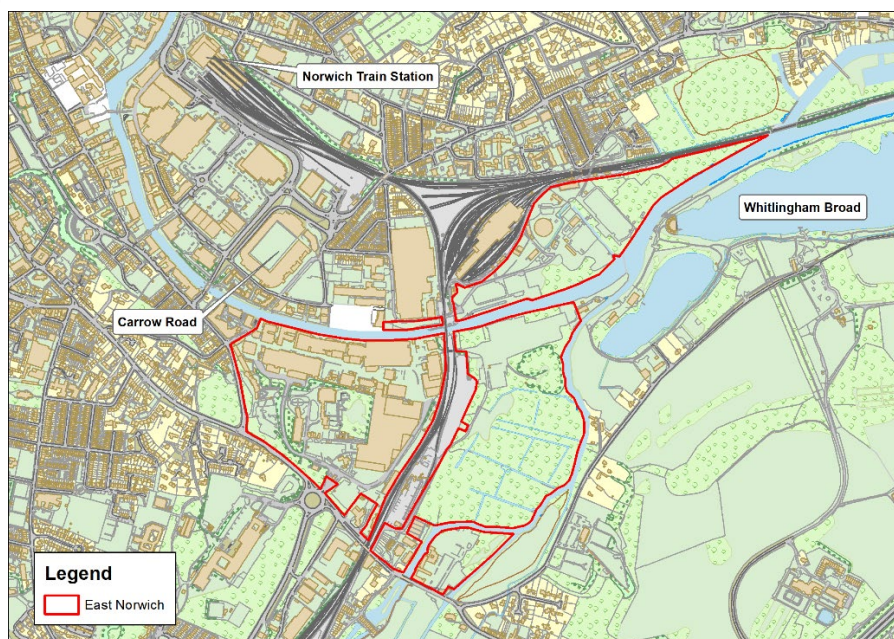 Norwich Train Station
Whitlingham Broad
Carrow Road
Legend
East Norwich